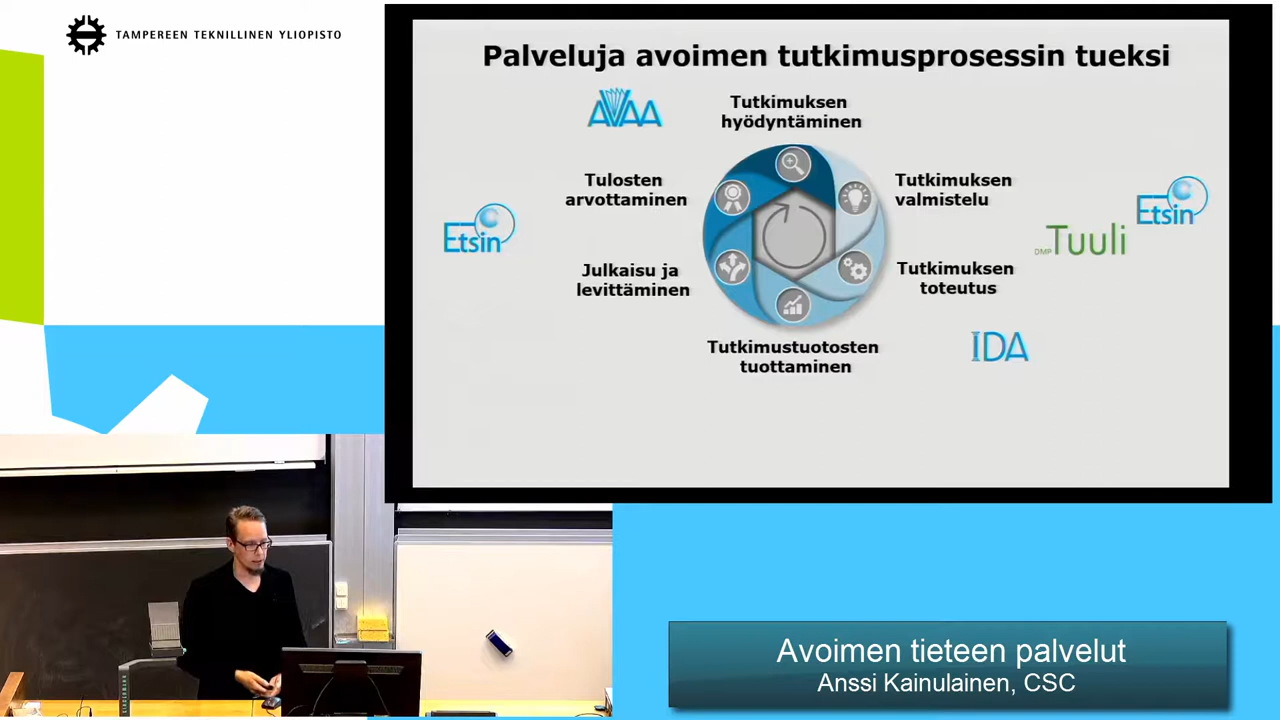 TAMPEREEN TEKNILLINEN YLIOPISTO
Palveluja avoimen tutkimusprosessin tueksi
AVAA
Tutkimuksen
hyödyntäminen
Tulosten
arvottaminen
Tutkimuksen
valmistelu
Etsin
Etsin
DMP Tuuli
Julkaisu ja
levittäminen
Tutkimuksen
toteutus
Tutkimustuotosten
tuottaminen
IDA
Avoimen tieteen palvelut
Anssi Kainulainen, CSC